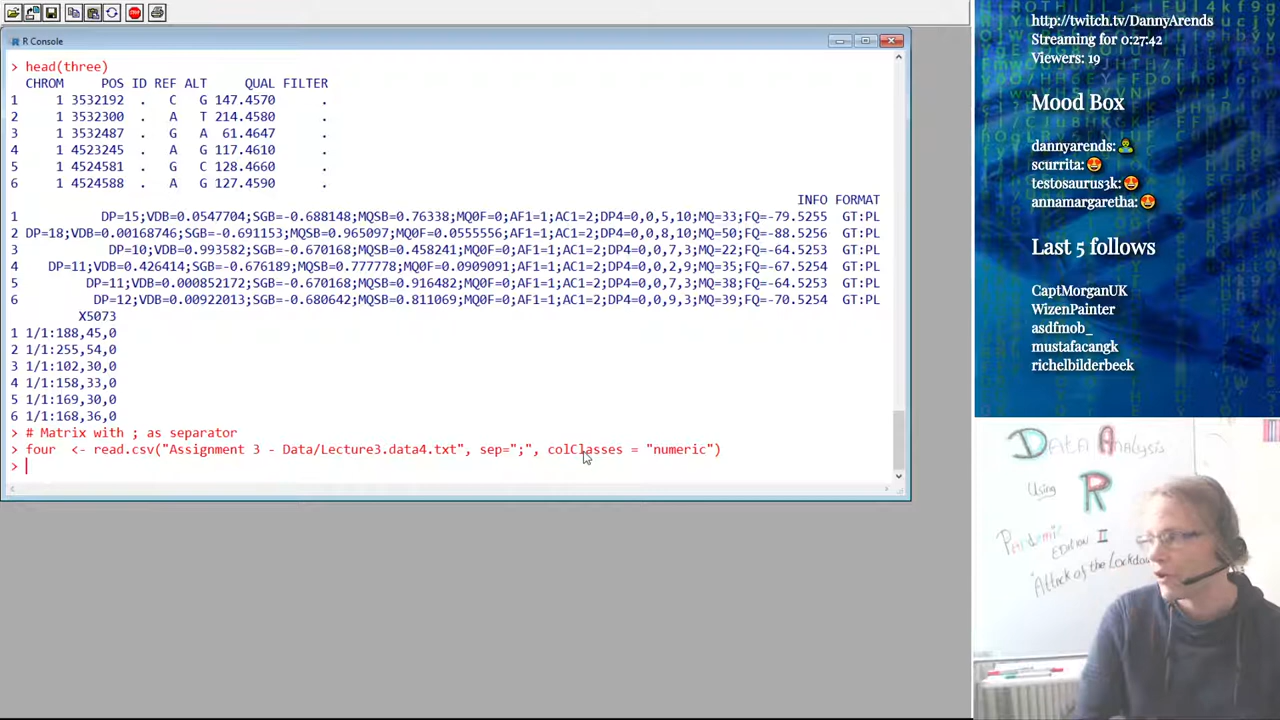 R Console
> head(three)
CHROM POS ID REF ALT QUAL FILTER
1 1 3532192 . C G 147.4570 .
2 1 3532300 . A T 214.4580 .
3 1 3532487 . G A 61.4647 .
4 1 4523245 . A G 117.4610 .
5 1 4524581 . G C 128.4660 .
6 1 4524588 . A G 127.4590 .
INFO FORMAT
1 DP=15;VDB=0.0547704;SGB=-0.688148;MQSB=0.76338;MQ0F=0;AF1=1;AC1=2;DP4=0,0,5,10;MQ=33;FQ=-79.5255 GT:PL
2 DP=18;VDB=0.00168746;SGB=-0.691153;MQSB=0.965097;MQ0F=0.0555556;AF1=1;AC1=2;DP4=0,0,8,10;MQ=50;FQ=-88.5256 GT:PL
3 DP=10;VDB=0.993582;SGB=-0.670168;MQSB=0.458241;MQ0F=0;AF1=1;AC1=2;DP4=0,0,7,3;MQ=22;FQ=-64.5253 GT:PL
4 DP=11;VDB=0.426414;SGB=-0.676189;MQSB=0.777778;MQ0F=0.0909091;AF1=1;AC1=2;DP4=0,0,2,9;MQ=35;FQ=-67.5254 GT:PL
5 DP=11;VDB=0.000852172;SGB=-0.670168;MQSB=0.916482;MQ0F=0;AF1=1;AC1=2;DP4=0,0,7,3;MQ=38;FQ=-64.5253 GT:PL
6 DP=12;VDB=0.00922013;SGB=-0.680642;MQSB=0.811069;MQ0F=0;AF1=1;AC1=2;DP4=0,0,9,3;MQ=39;FQ=-70.5254 GT:PL
X5073
1 1/1:188,45,0
2 1/1:255,54,0
3 1/1:102,30,0
4 1/1:158,33,0
5 1/1:169,30,0
6 1/1:168,36,0
> # Matrix with ; as separator
> four <- read.csv("Assignment 3 - Data/Lecture3.data4.txt", sep=";", colClasses = "numeric")
>
http://twitch.tv/DannyArends
Streaming for 0:27:42
Viewers: 19
Mood Box
dannyarends:
scurrita:
testosaurus3k:
annamargaretha:
Last 5 follows
CaptMorganUK
WizenPainter
asdfmob_
mustafacangk
richelbilderbeek
Data Analysis
Using R
Pandemic
Edition II
"Attack of the Lockdown